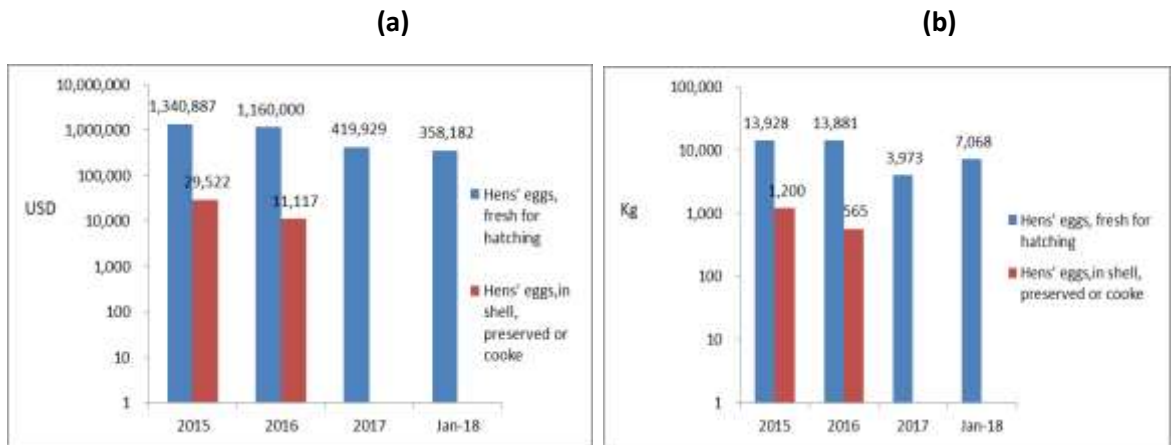 (a)
(b)
10,000,000
1,000,000
100,000
10,000
1,000
100
10
1
USD
1,340,887
1,160,000
419,929
358,182
29,522
11,117
2015
2016
2017
Jan-18
Hens' eggs,
fresh for
hatching
Hens' eggs,in
shell,
preserved or
cooke
100,000
10,000
1,000
100
10
1
Kg
13,928
13,881
3,973
7,068
1,200
565
2015
2016
2017
Jan-18
Hens' eggs, fresh for
hatching
Hens' eggs,in shell,
preserved or cooke